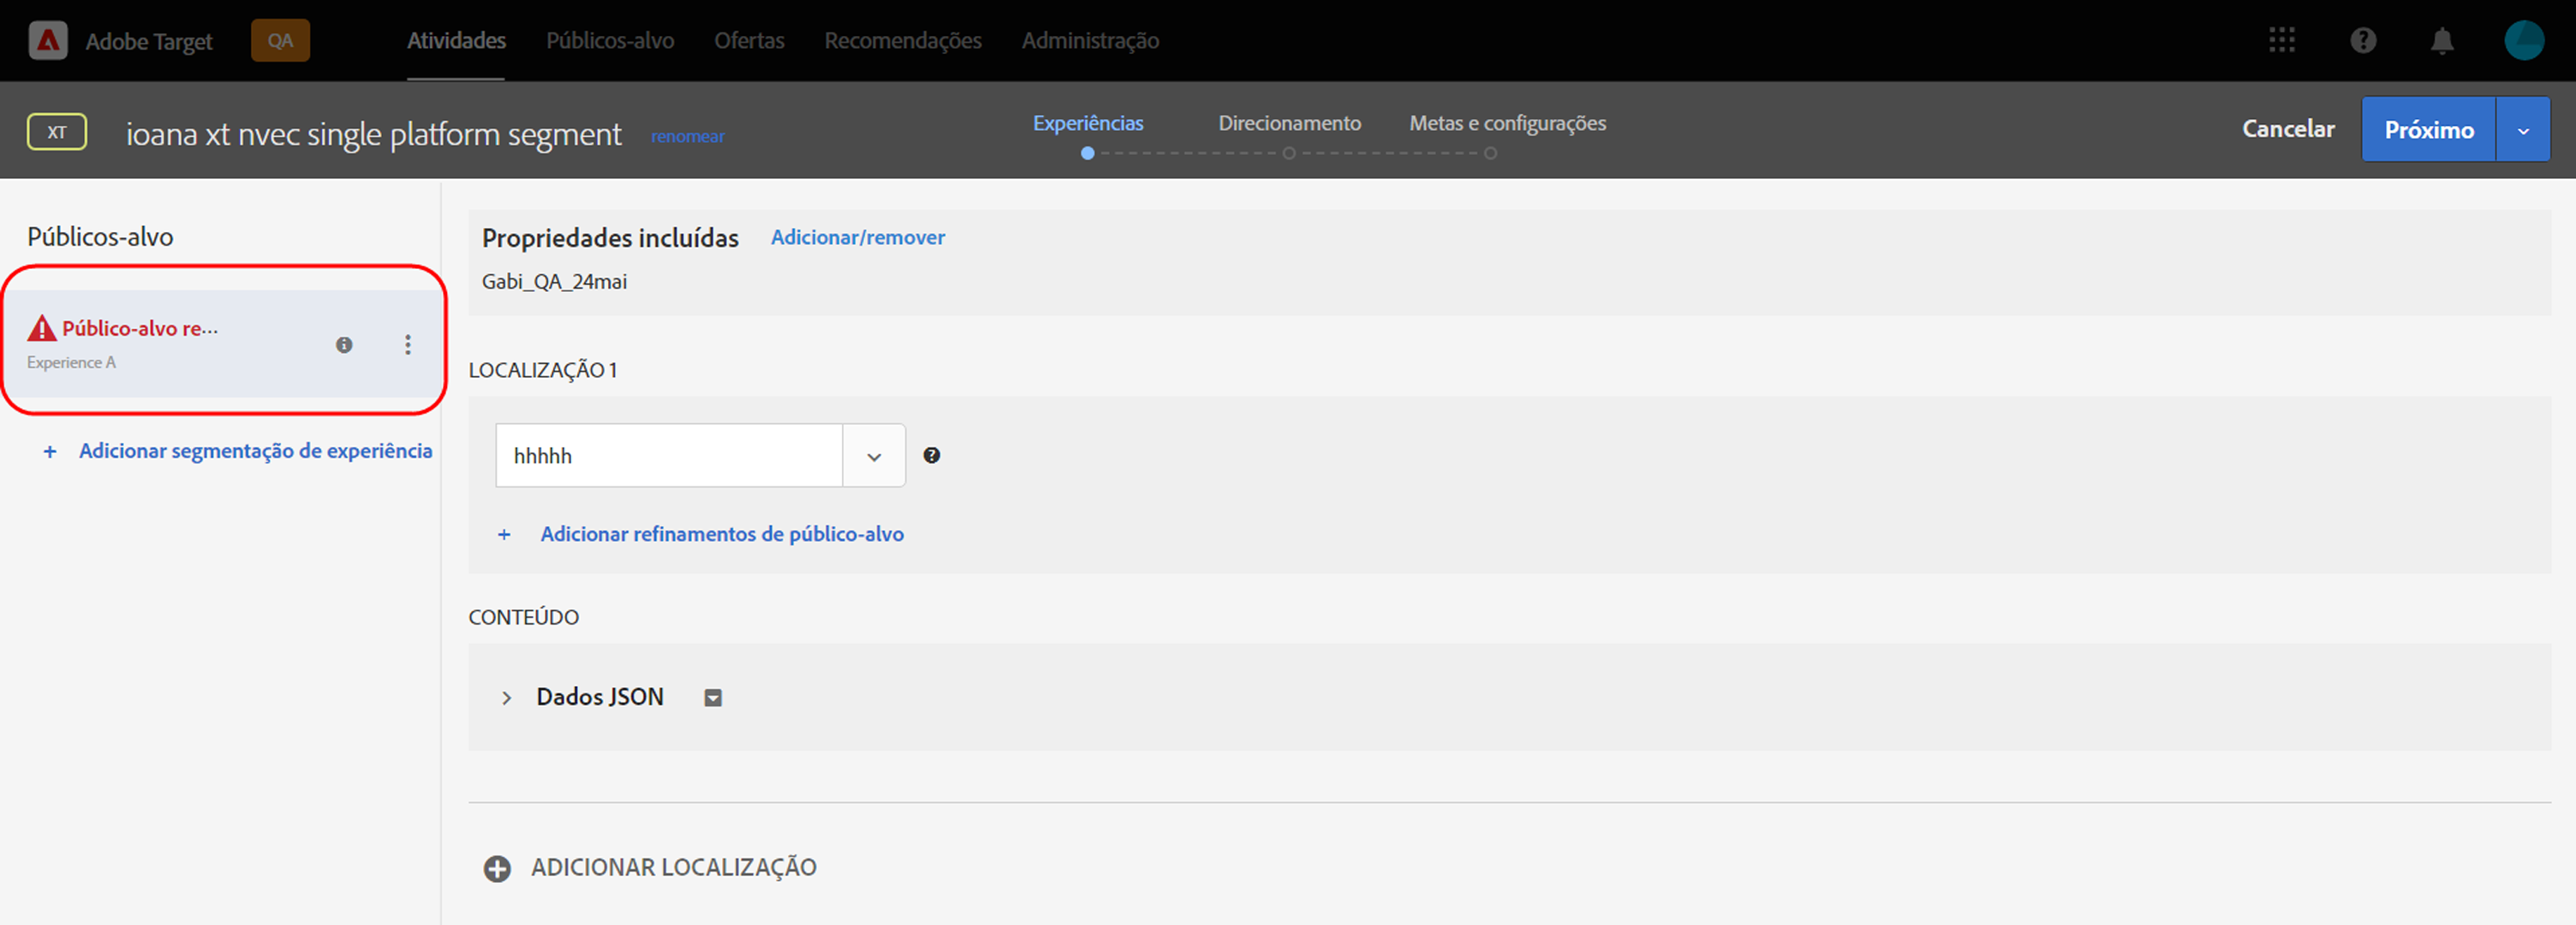 Adobe Target QA Atividades Públicos-alvo Ofertas Recomendações Administração
XT ioana xt nvec single platform segment renomear
Experiências Direcionamento Metas e configurações
Cancelar Próximo
Públicos-alvo
Público-alvo re...
Experience A
+ Adicionar segmentação de experiência
Propriedades incluídas Adicionar/remover
Gabi_QA_24mai
LOCALIZAÇÃO 1
hhhhh
+ Adicionar refinamentos de público-alvo
CONTEÚDO
Dados JSON
ADICIONAR LOCALIZAÇÃO